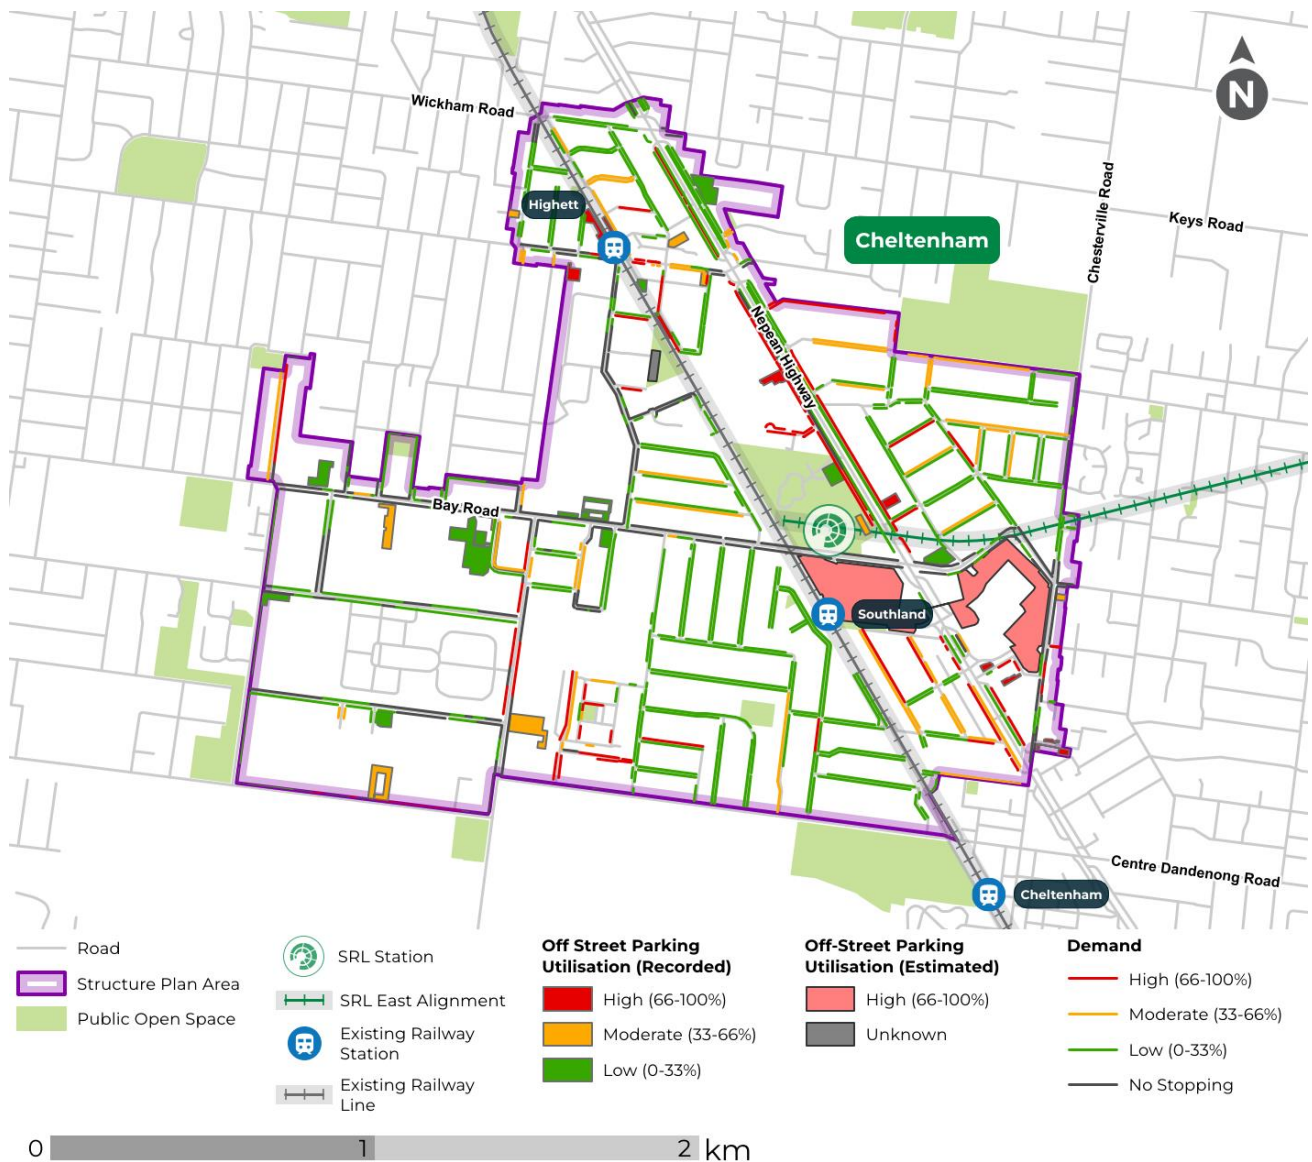 N
Wickham Road
Chesterville Road
Keys Road
Highett
Cheltenham
Nepean Highway
Bay Road
Southland
Centre Dandenong Road
Cheltenham
Road
Structure Plan Area
Public Open Space
SRL Station
SRL East Alignment
Existing Railway
Station
Existing Railway
Line
Off Street Parking
Utilisation (Recorded)
High (66-100%)
Moderate (33-66%)
Low (0-33%)
Off-Street Parking
Utilisation (Estimated)
High (66-100%)
Unknown
Demand
High (66-100%)
Moderate (33-66%)
Low (0-33%)
No Stopping
0 1 2 km